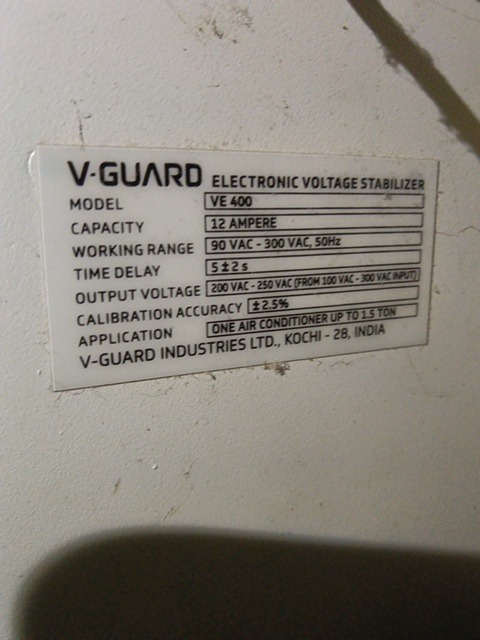 V-GUARD ELECTRONIC VOLTAGE STABILIZER
MODEL VE 400
CAPACITY 12 AMPERE
WORKING RANGE 90 VAC - 300 VAC, 50Hz
TIME DELAY 5 ± 2 s
OUTPUT VOLTAGE 200 VAC - 250 VAC (FROM 100 VAC - 300 VAC INPUT)
CALIBRATION ACCURACY ± 2.5%
APPLICATION ONE AIR CONDITIONER UP TO 1.5 TON
V-GUARD INDUSTRIES LTD., KOCHI - 28, INDIA